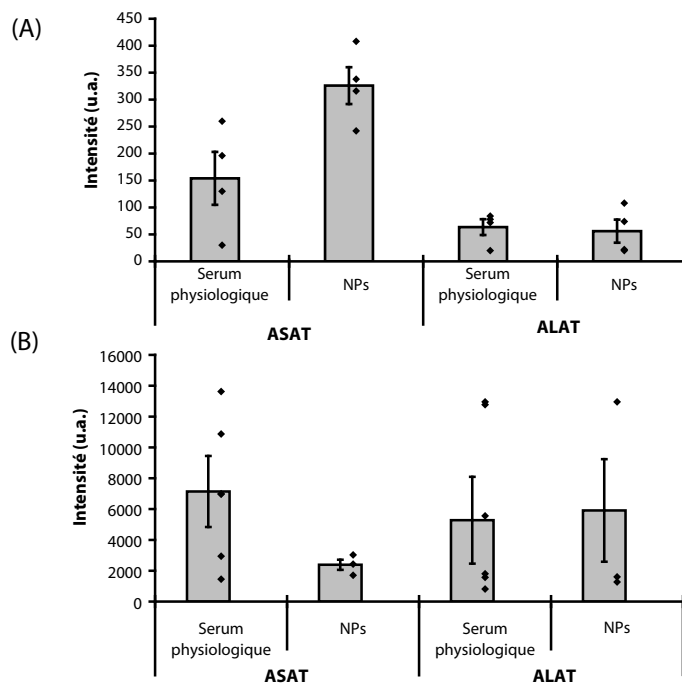 (A)
Intensité (u.a.)
450
400
350
300
250
200
150
100
50
0
Serum
physiologique
NPs
Serum
physiologique
NPs
ASAT
ALAT
(B)
Intensité (u.a.)
16000
14000
12000
10000
8000
6000
4000
2000
0
Serum
physiologique
NPs
Serum
physiologique
NPs
ASAT
ALAT